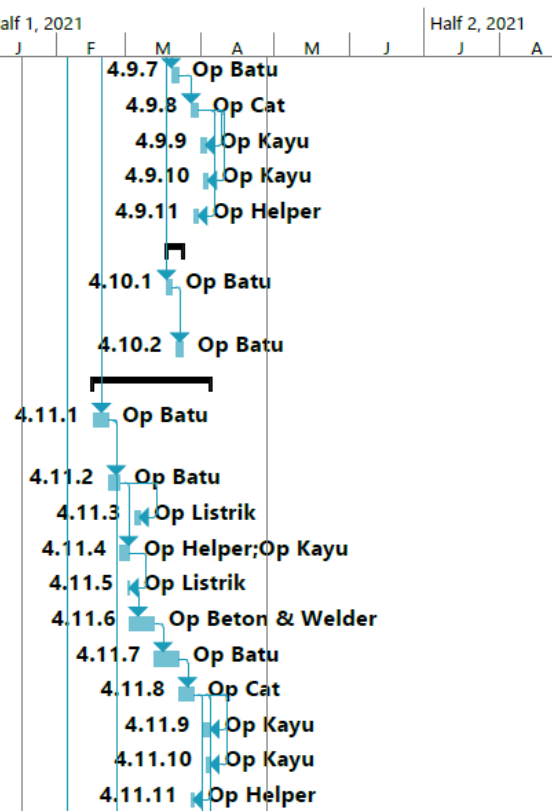 alf 1, 2021 Half 2, 2021
J F M A M J J A
4.9.7 Op Batu
4.9.8 Op Cat
4.9.9 Op Kayu
4.9.10 Op Kayu
4.9.11 Op Helper
4.10.1 Op Batu
4.10.2 Op Batu
4.11.1 Op Batu
4.11.2 Op Batu
4.11.3 Op Listrik
4.11.4 Op Helper;Op Kayu
4.11.5 Op Listrik
4.11.6 Op Beton & Welder
4.11.7 Op Batu
4.11.8 Op Cat
4.11.9 Op Kayu
4.11.10 Op Kayu
4.11.11 Op Helper